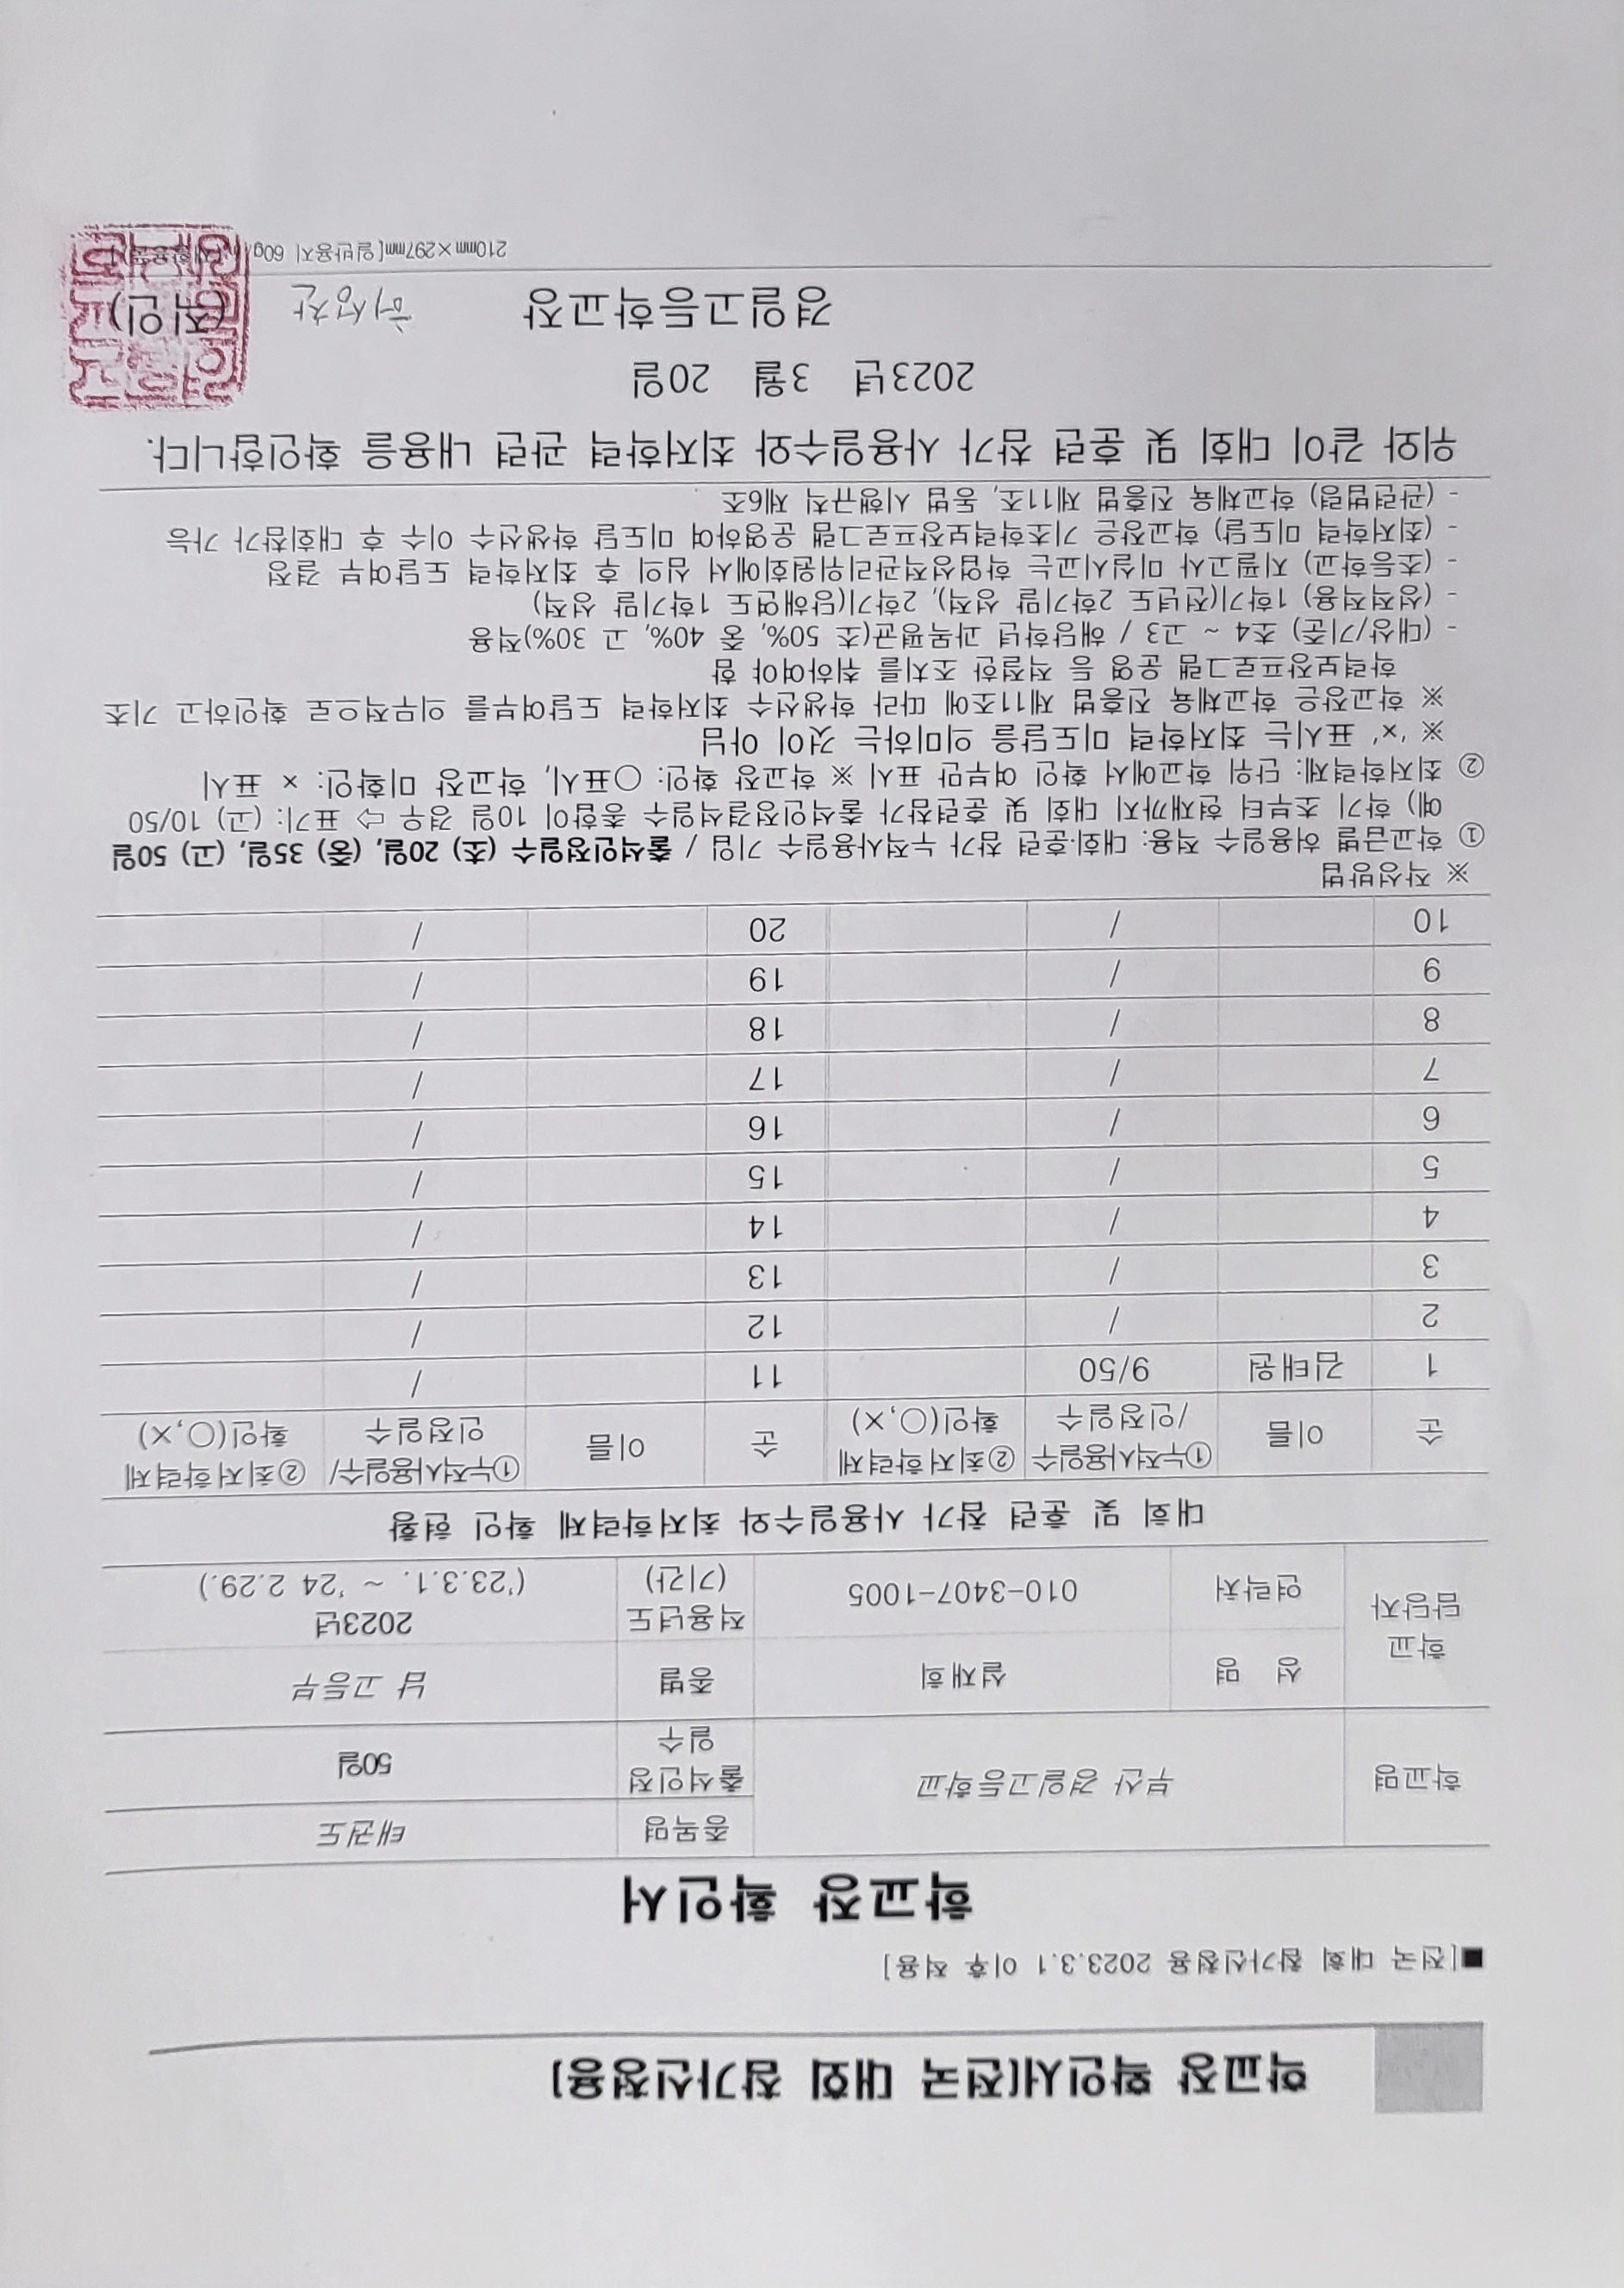 학교장 확인서[전국 대회 참가신청용]
■[전국 대회 참가신청용 2023.3.1 이후 적용]
학교장 확인서
학교명 부산 경일고등학교 종목명 태권도
출석인정 일수 50일
학교 담당자 성 명 설재희 종별 남 고등부
연락처 010-3407-1005 적용년도 (기간) 2023년 ('23.3.1. ~ '24 2.29.)
대회 및 훈련 참가 사용일수와 최저학력제 확인 현황
순 이름 ①누적사용일수 /인정일수 ②최저학력제 확인(○,×) 순 이름 ①누적사용일수/ 인정일수 ②최저학력제 확인(○,×)
1 김태원 9/50 11 /
2 / 12 /
3 / 13 /
4 / 14 /
5 / 15 /
6 / 16 /
7 / 17 /
8 / 18 /
9 / 19 /
10 / 20 /
※ 작성방법
① 학교급별 허용일수 적용: 대회·훈련 참가 누적사용일수 기입 / 출석인정일수 (초) 20일, (중) 35일, (고) 50일
예) 학기 초부터 현재까지 대회 및 훈련참가 출석인정결석일수 총합이 10일 경우 ⇨ 표기: (고) 10/50
② 최저학력제: 단위 학교에서 확인 여부만 표시 ※ 학교장 확인: ○표시, 학교장 미확인: × 표시
※ '×' 표시는 최저학력 미도달을 의미하는 것이 아님
※ 학교장은 학교체육 진흥법 제11조에 따라 학생선수 최저학력 도달여부를 의무적으로 확인하고 기초
학력보장프로그램 운영 등 적절한 조치를 취하여야 함
- (대상/기준) 초4 ~ 고3 / 해당학년 과목평균(초 50%, 중 40%, 고 30%)적용
- (성적적용) 1학기(전년도 2학기말 성적), 2학기(당해연도 1학기말 성적)
- (초등학교) 지필고사 미실시교는 학업성적관리위원회에서 심의 후 최저학력 도달여부 결정
- (최저학력 미도달) 학교장은 기초학력보장프로그램 운영하여 미도달 학생선수 이수 후 대회참가 가능
- (관련법령) 학교체육 진흥법 제11조, 동법 시행규칙 제6조
위와 같이 대회 및 훈련 참가 사용일수와 최저학력 관련 내용을 확인합니다.
2023년 3월 20일
경일고등학교장 허성찬 (직인)
210mm×297mm[일반용지 60g/